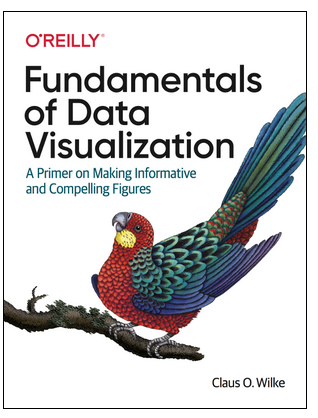 O'REILLY®
Fundamentals
of Data
Visualization
A Primer on Making Informative
and Compelling Figures
Claus O. Wilke